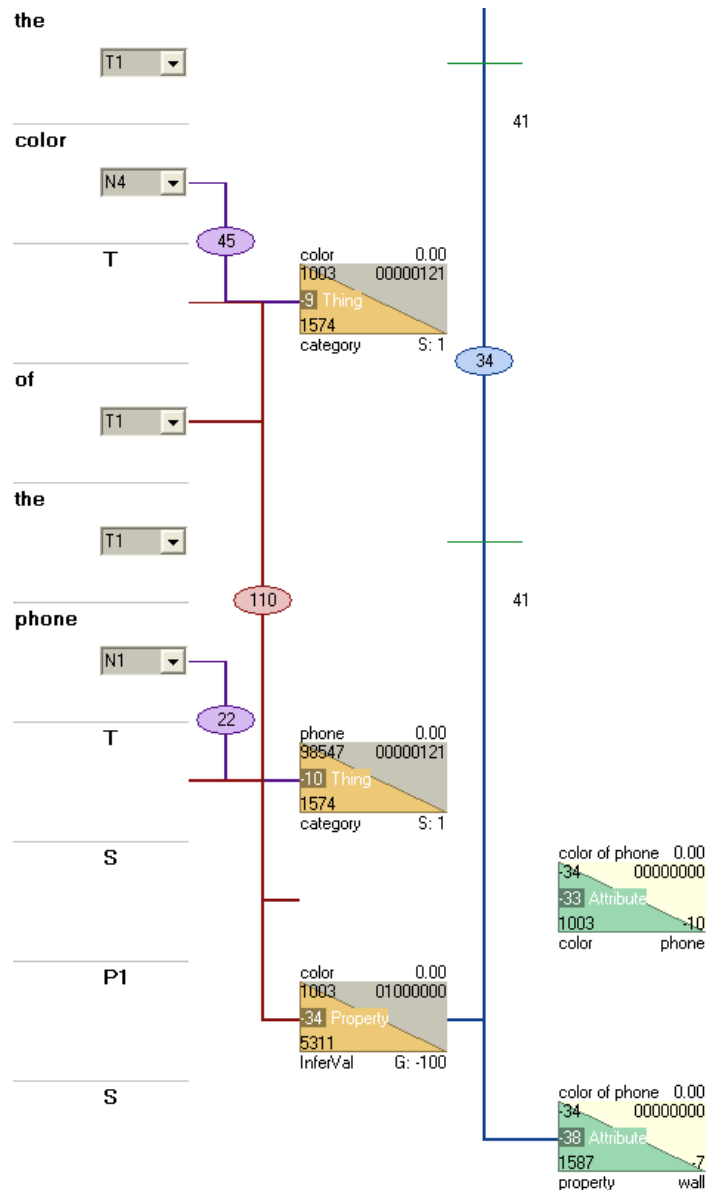 the
T1
41
color
N4
45
T
color 0.00
1003 00000121
-9 Thing
1574
category S: 1
34
of
T1
the
T1
41
110
phone
N1
22
T
phone 0.00
98547 00000121
-10 Thing
1574
category S: 1
S
color of phone 0.00
-34 00000000
-33 Attribute
1003 -10
color phone
P1
color 0.00
1003 01000000
-34 Property
5311
InferVal G: -100
S
color of phone 0.00
-34 00000000
-38 Attribute
1587 -7
property wall